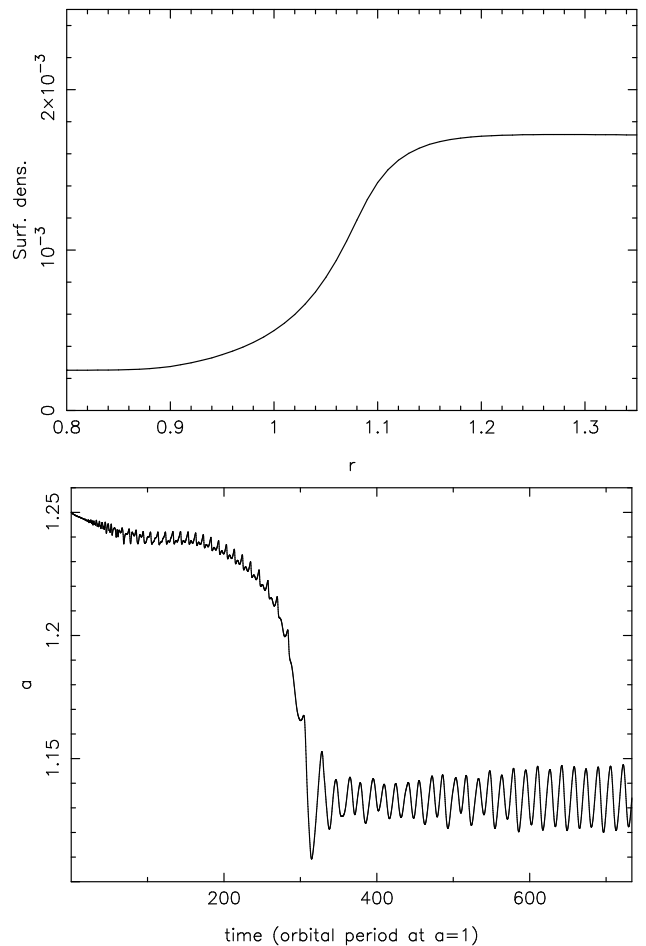 2×10⁻³
10⁻³
0
Surf. dens.
0.8 0.9 1 1.1 1.2 1.3
r
1.25
1.2
1.15
a
200 400 600
time (orbital period at a=1)